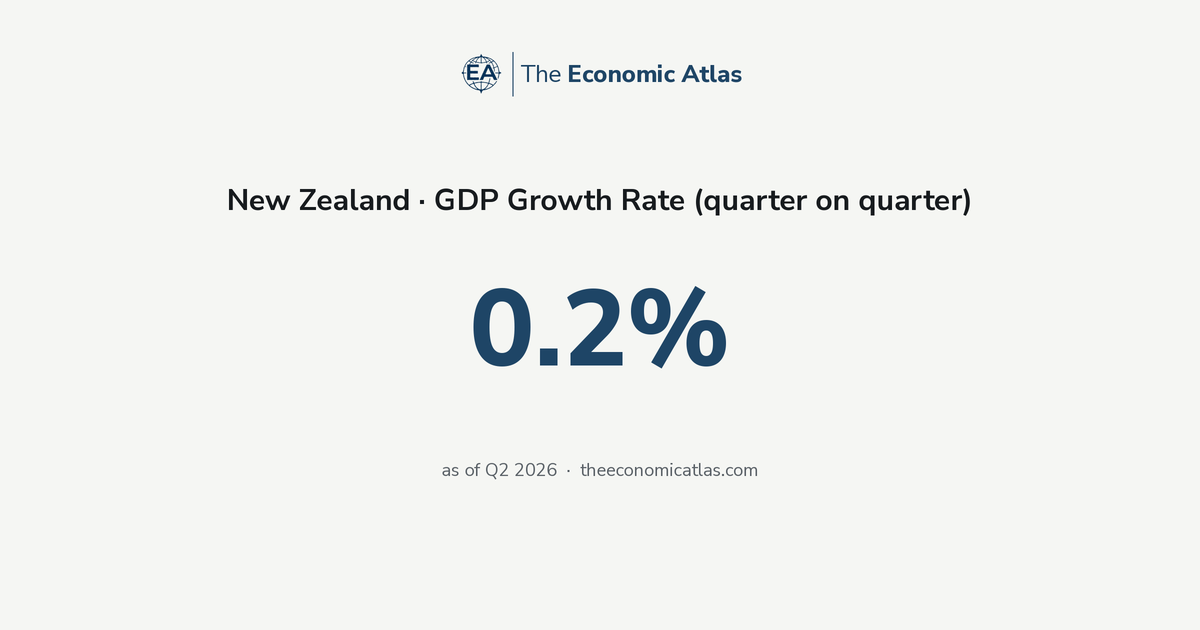 EA The Economic Atlas
New Zealand · GDP Growth Rate (quarter on quarter)
0.2%
as of Q2 2026 · theeconomicatlas.com